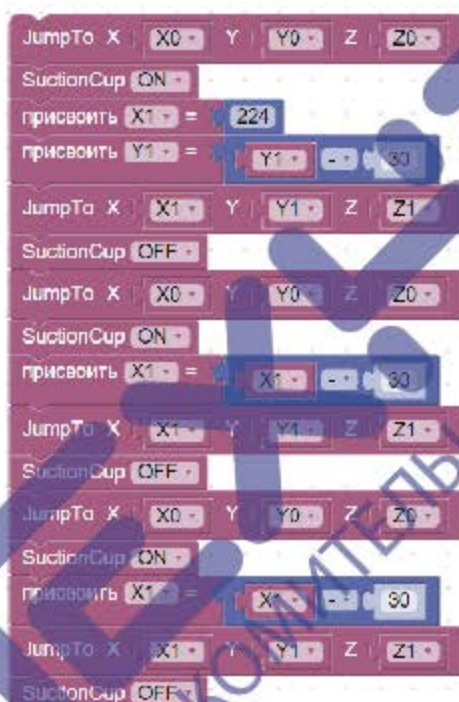 JumpTo X X0 Y Y0 Z Z0
SuctionCup ON
присвоить X1 = 224
присвоить Y1 = Y1 - 30
JumpTo X X1 Y Y1 Z Z1
SuctionCup OFF
JumpTo X X0 Y Y0 Z Z0
SuctionCup ON
присвоить X1 = X1 - 30
JumpTo X X1 Y Y1 Z Z1
SuctionCup OFF
JumpTo X X0 Y Y0 Z Z0
SuctionCup ON
присвоить X1 = X1 - 30
JumpTo X X1 Y Y1 Z Z1
SuctionCup OFF